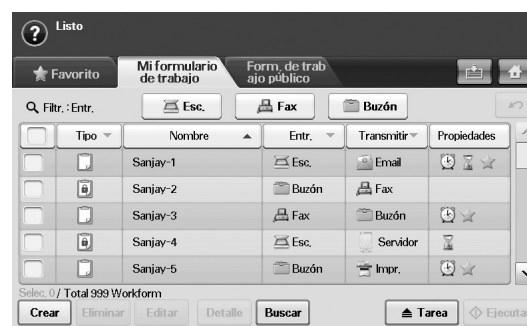 Listo
Favorito
Mi formulario de trabajo
Form. de trab ajo público
Filtr. : Entr.
Esc.
Fax
Buzón
Tipo Nombre Entr. Transmitir Propiedades
Sanjay-1 Esc. Email
Sanjay-2 Buzón Fax
Sanjay-3 Fax Buzón
Sanjay-4 Esc. Servidor
Sanjay-5 Buzón Impr.
Selec. 0 / Total 999 Workform
Crear Eliminar Editar Detalle Buscar Tarea Ejecuta